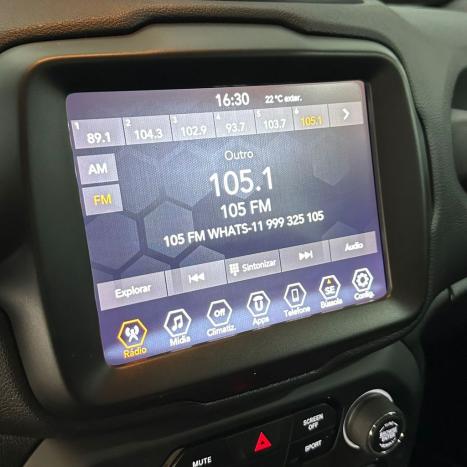 16:30 22 °C exter.
1 89.1 2 104.3 3 102.9 4 93.7 5 103.7 6 105.1
AM
FM
Outro
105.1
105 FM
105 FM WHATS-11 999 325 105
Explorar Sintonizar Audio
Rádio Mídia Off Climatiz. Apps Telefone SE Bússola Config.
MUTE
SCREEN OFF
SPORT